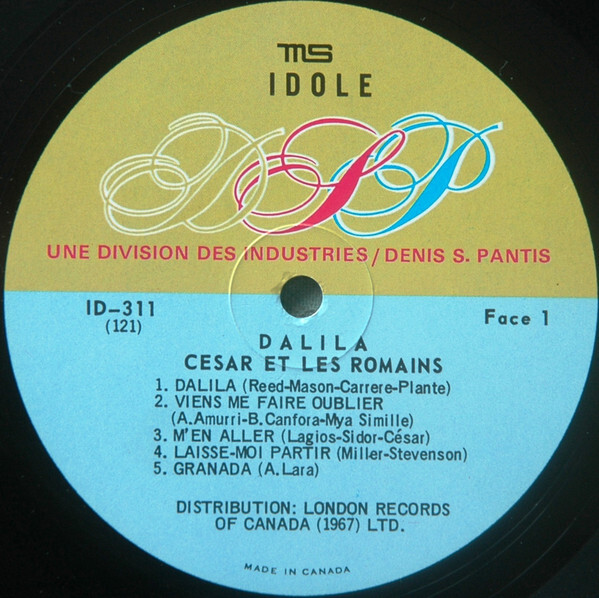 MS
IDOLE
DSP
UNE DIVISION DES INDUSTRIES/DENIS S. PANTIS
ID-311
(121)
Face 1
DALILA
CESAR ET LES ROMAINS
1. DALILA (Reed-Mason-Carrere-Plante)
2. VIENS ME FAIRE OUBLIER
(A.Amurri-B.Canfora-Mya Simille)
3. M'EN ALLER (Lagios-Sidor-César)
4. LAISSE-MOI PARTIR (Miller-Stevenson)
5. GRANADA (A.Lara)
DISTRIBUTION: LONDON RECORDS
OF CANADA (1967) LTD.
MADE IN CANADA